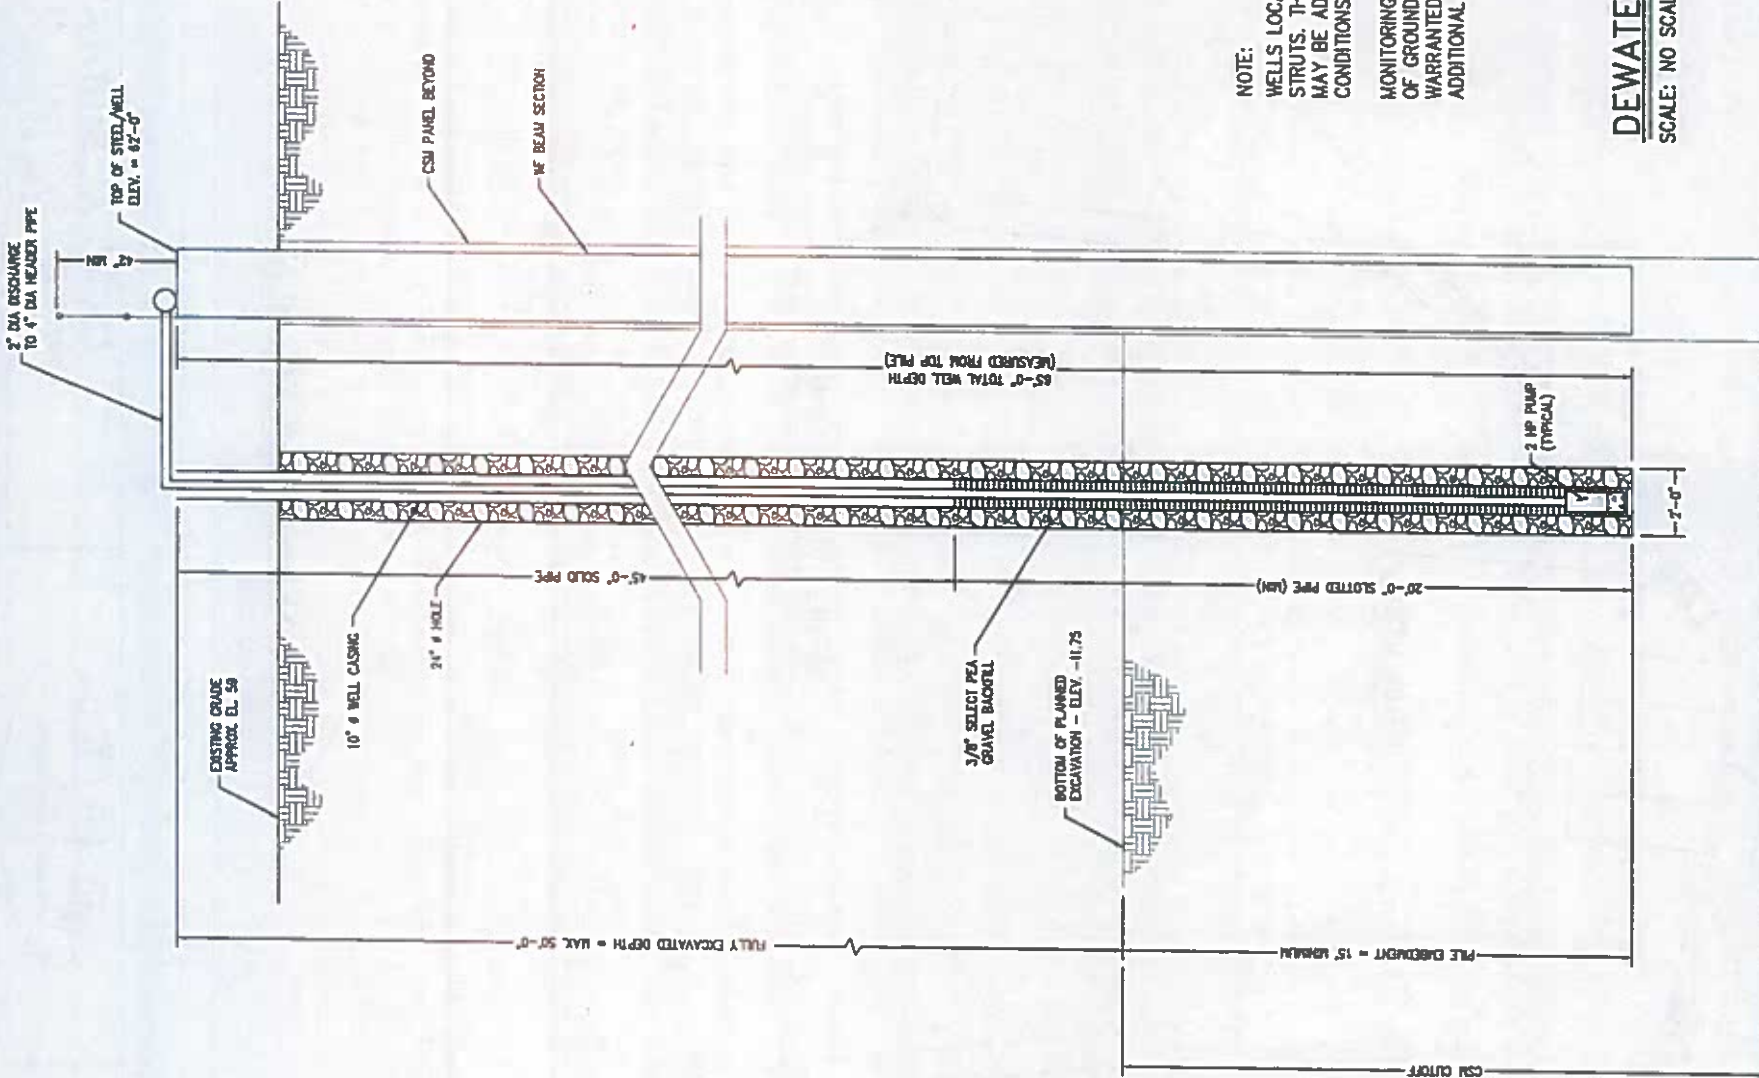 2" DIA DISCHARGE
TO 4" DIA HEADER PIPE
TOP OF STEEL/WELL
ELEV. = 62'-0"
42" MIN
CSM PANEL BEYOND
WF BEAM SECTION
EXISTING GRADE
APPROX. EL. 59
10" ø WELL CASING
24" ø HOLE
45'-0" SOLID PIPE
65'-0" TOTAL WELL DEPTH
(MEASURED FROM TOP PILE)
3/8" SELECT PEA
GRAVEL BACKFILL
BOTTOM OF PLANNED
EXCAVATION - ELEV. -11.75
20'-0" SLOTTED PIPE (MIN)
2 HP PUMP
(TYPICAL)
2'-0"
FULLY EXCAVATED DEPTH = MAX. 50'-0"
PILE EMBEDMENT = 15' MINIMUM
CSM CUTOFF
NOTE:
WELLS LOCA
STRUTS. TH
MAY BE AD
CONDITIONS
MONITORING
OF GROUND
WARRANTED
ADDITIONAL
DEWATE
SCALE: NO SCAL